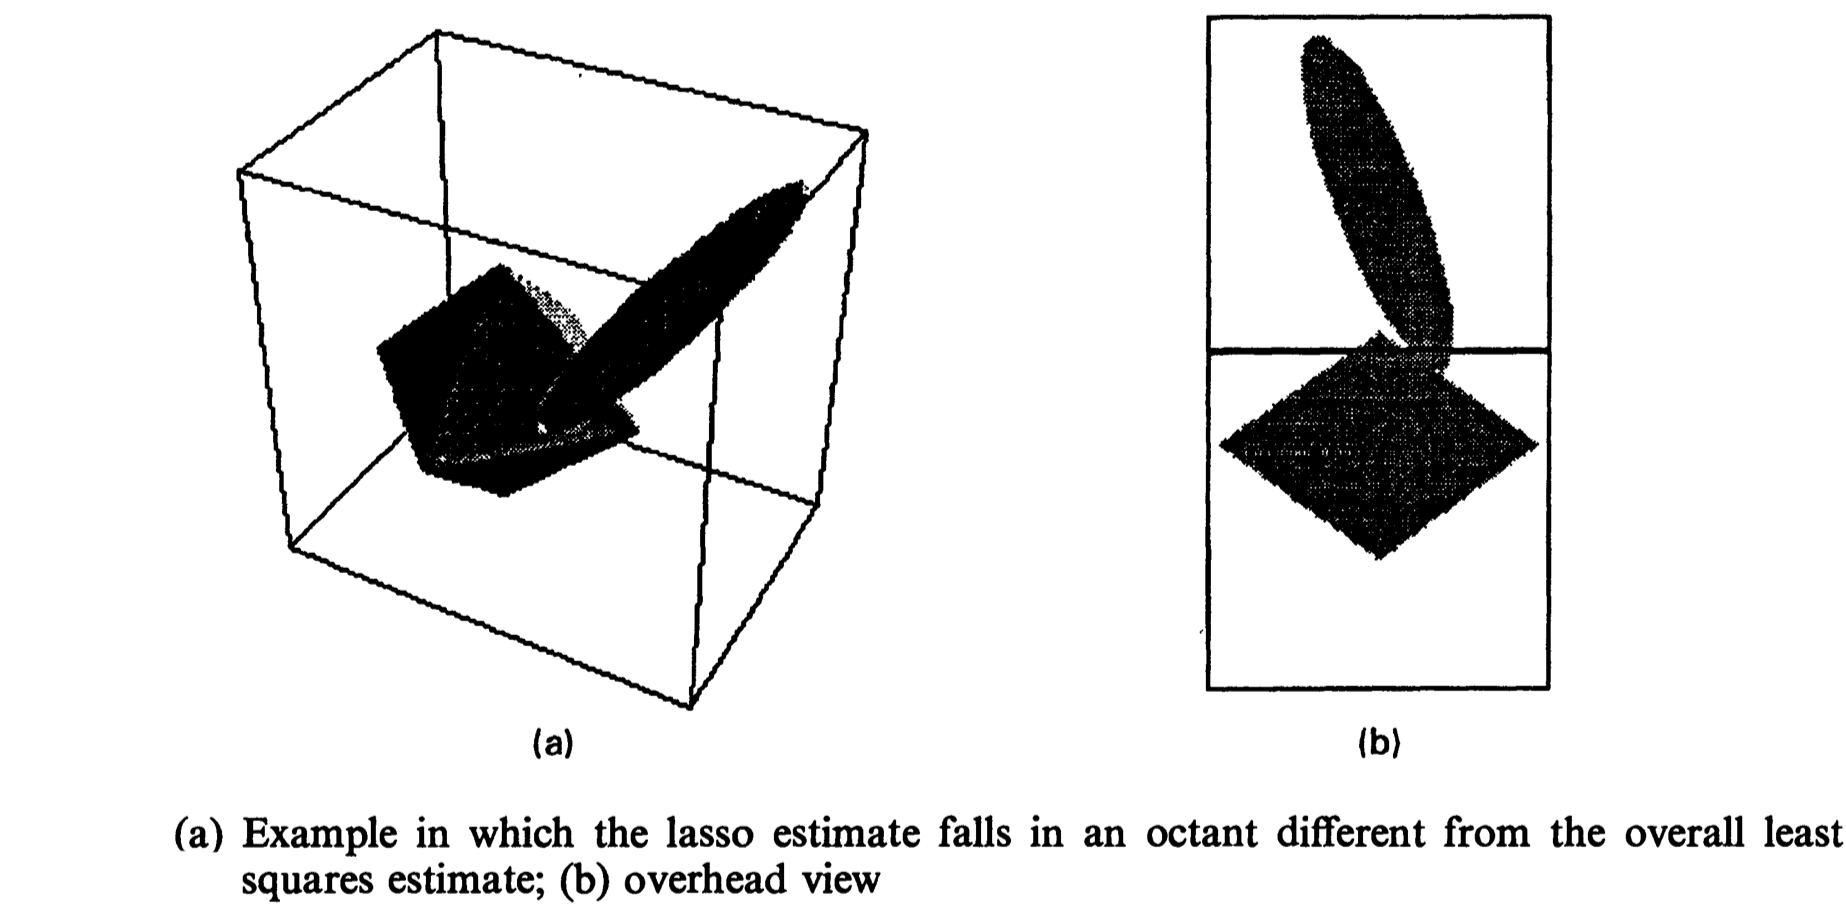 (a)
(b)
(a) Example in which the lasso estimate falls in an octant different from the overall least
squares estimate; (b) overhead view